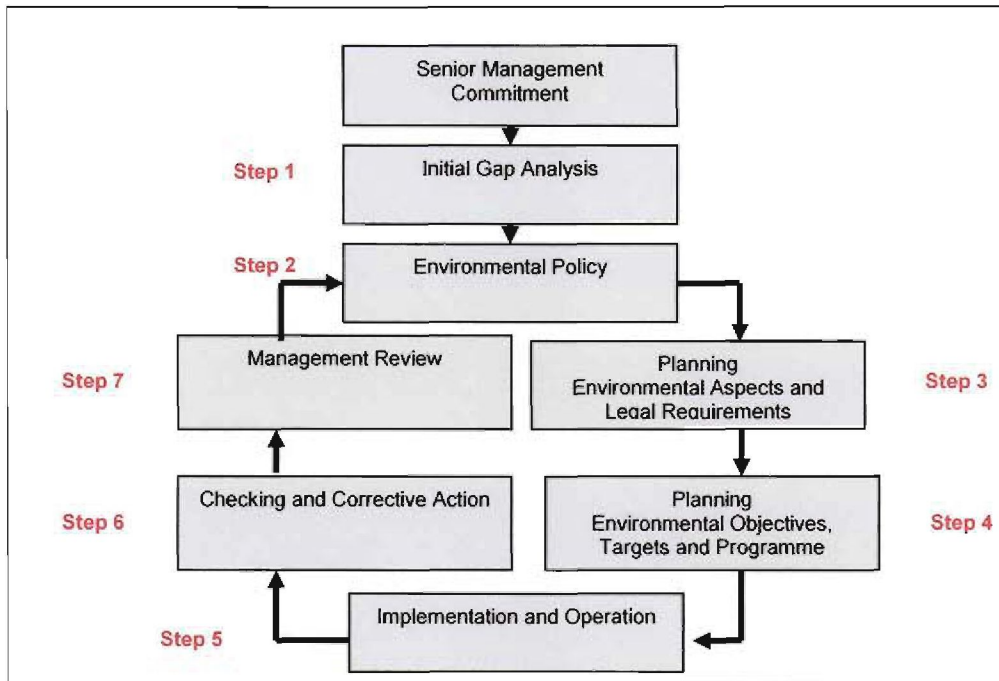 Senior Management
Commitment
Step 1
Initial Gap Analysis
Step 2
Environmental Policy
Step 7
Management Review
Planning
Environmental Aspects and
Legal Requirements
Step 3
Step 6
Checking and Corrective Action
Planning
Environmental Objectives,
Targets and Programme
Step 4
Step 5
Implementation and Operation